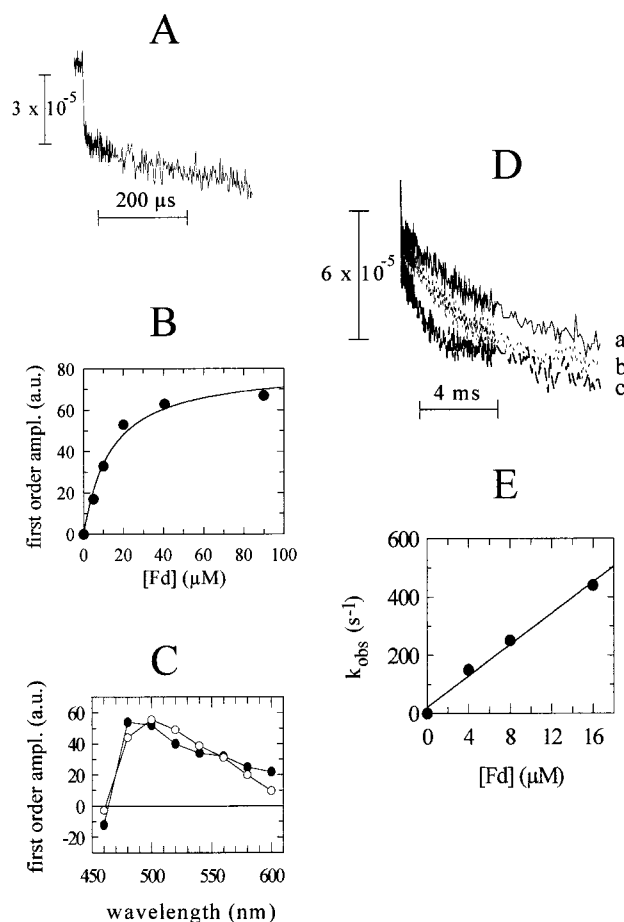 A
3 x 10-5
200 µs
B
first order ampl. (a.u.)
80
60
40
20
0
0 20 40 60 80 100
[Fd] (µM)
C
first order ampl. (a.u.)
60
40
20
0
-20
450 500 550 600
wavelength (nm)
D
6 x 10-5
a
b
c
4 ms
E
kobs (s-1)
600
400
200
0
0 4 8 12 16
[Fd] (µM)